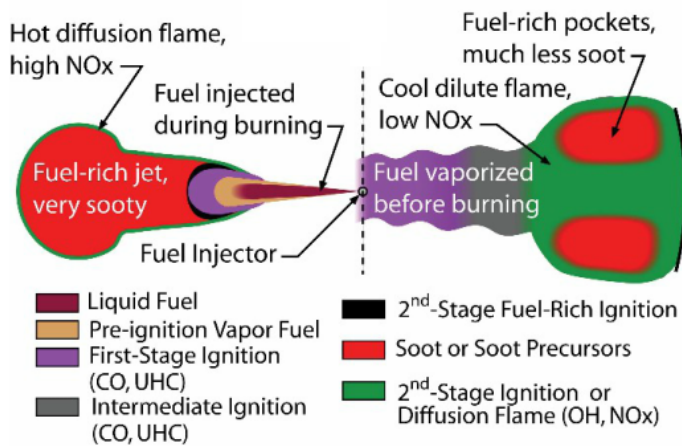 Hot diffusion flame,
high NOx
Fuel injected
during burning
Fuel-rich jet,
very sooty
Fuel Injector
Fuel-rich pockets,
much less soot
Cool dilute flame,
low NOx
Fuel vaporized
before burning
Liquid Fuel
Pre-ignition Vapor Fuel
First-Stage Ignition
(CO, UHC)
Intermediate Ignition
(CO, UHC)
2nd-Stage Fuel-Rich Ignition
Soot or Soot Precursors
2nd-Stage Ignition or
Diffusion Flame (OH, NOx)